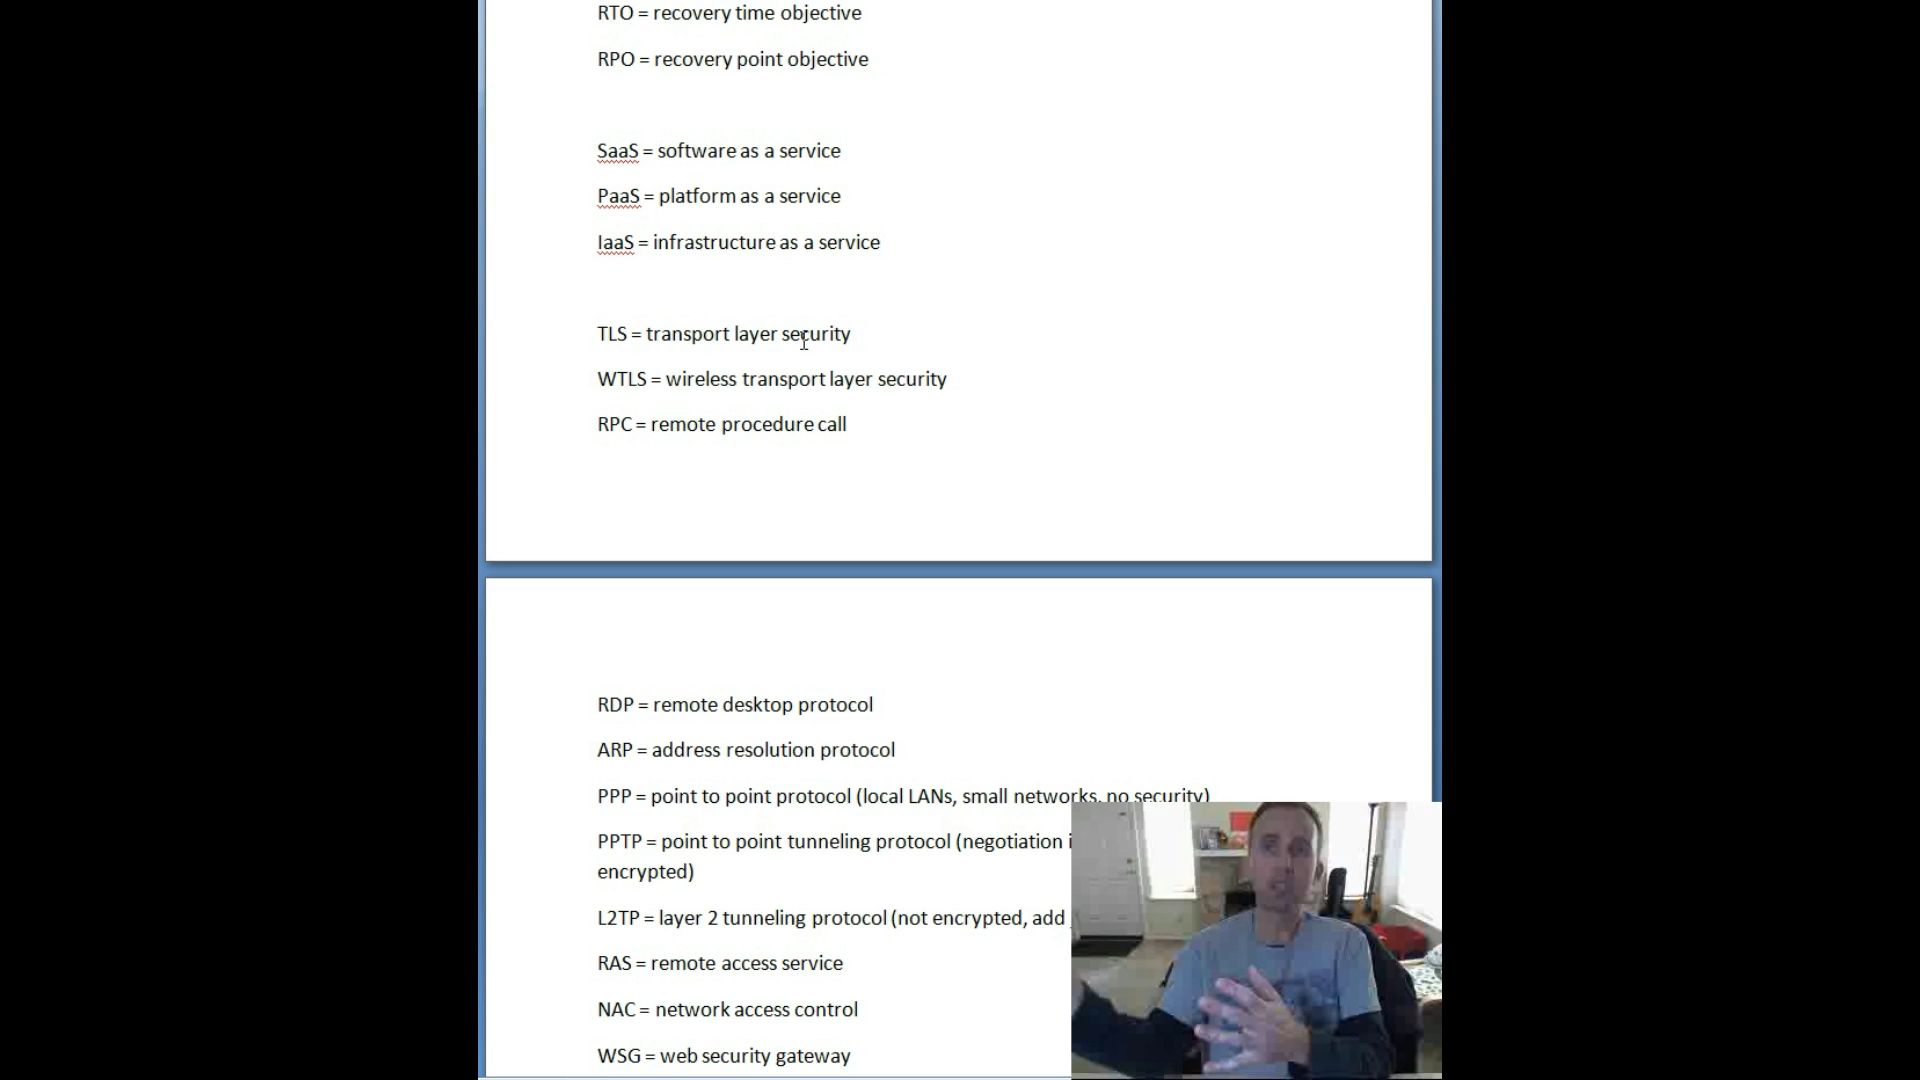 RTO = recovery time objective
RPO = recovery point objective
SaaS = software as a service
PaaS = platform as a service
IaaS = infrastructure as a service
TLS = transport layer security
WTLS = wireless transport layer security
RPC = remote procedure call
RDP = remote desktop protocol
ARP = address resolution protocol
PPP = point to point protocol (local LANs, small networks, no security)
PPTP = point to point tunneling protocol (negotiation
encrypted)
L2TP = layer 2 tunneling protocol (not encrypted, add
RAS = remote access service
NAC = network access control
WSG = web security gateway